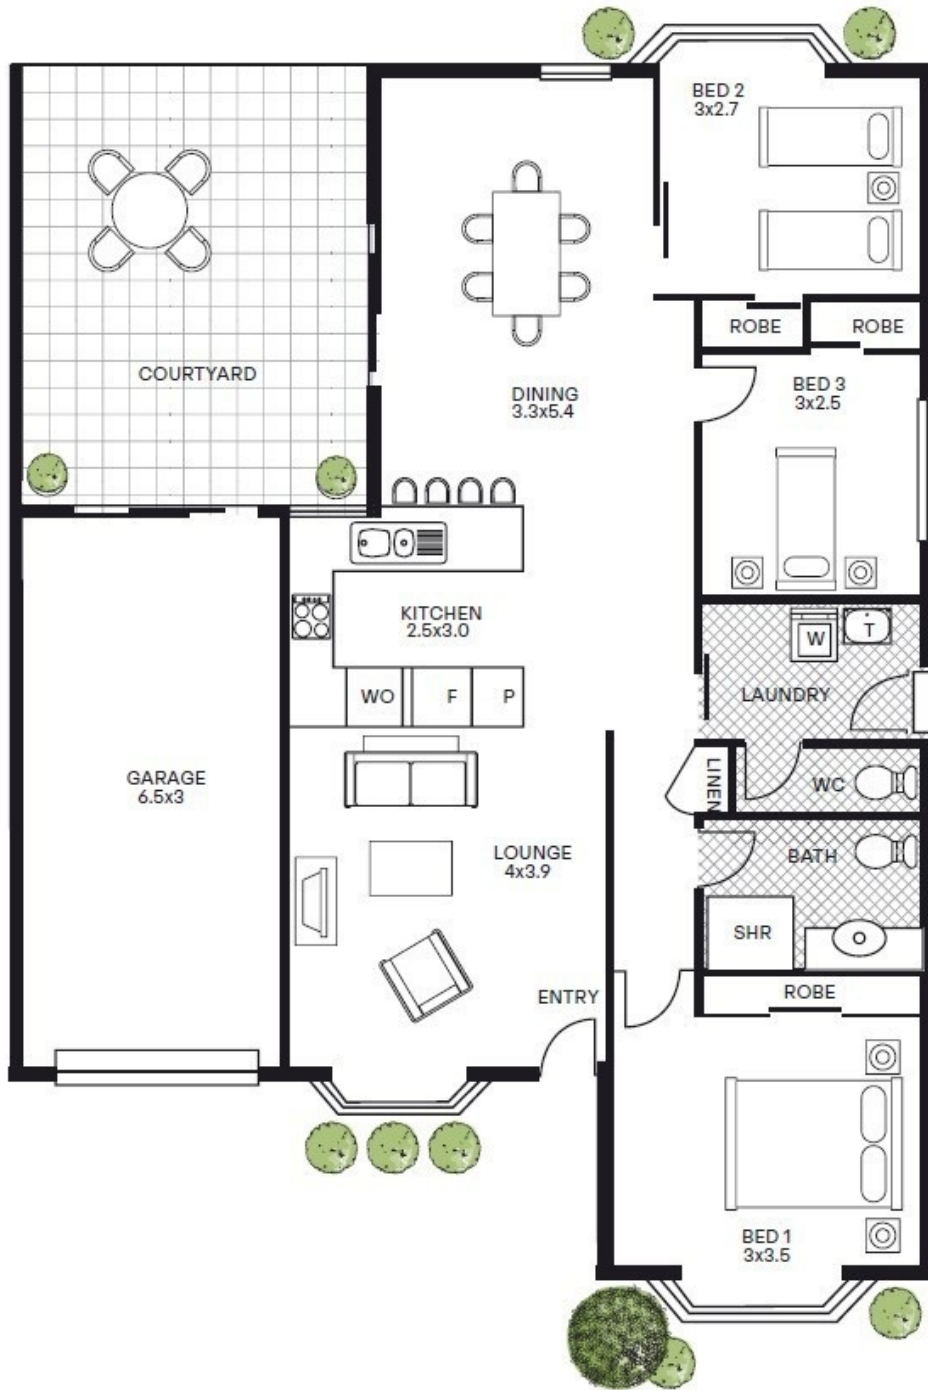 BED 2
3x2.7
ROBE
ROBE
COURTYARD
BED 3
3x2.5
DINING
3.3x5.4
KITCHEN
2.5x3.0
W
T
LAUNDRY
WO
F
P
GARAGE
6.5x3
LINEN
WC
LOUNGE
4x3.9
BATH
SHR
ENTRY
ROBE
BED 1
3x3.5